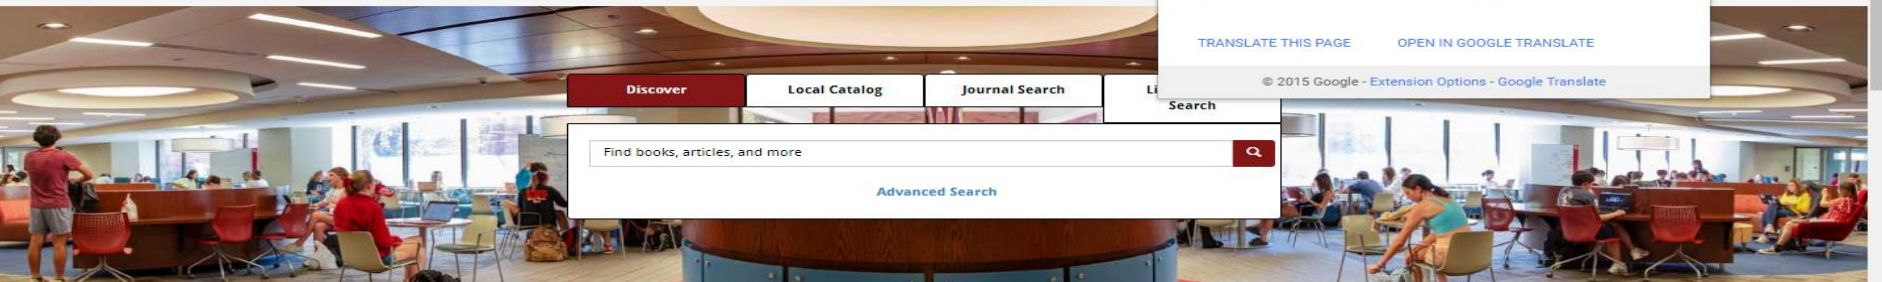 TRANSLATE THIS PAGE OPEN IN GOOGLE TRANSLATE
© 2015 Google - Extension Options - Google Translate
Discover Local Catalog Journal Search
Search
Find books, articles, and more
Advanced Search